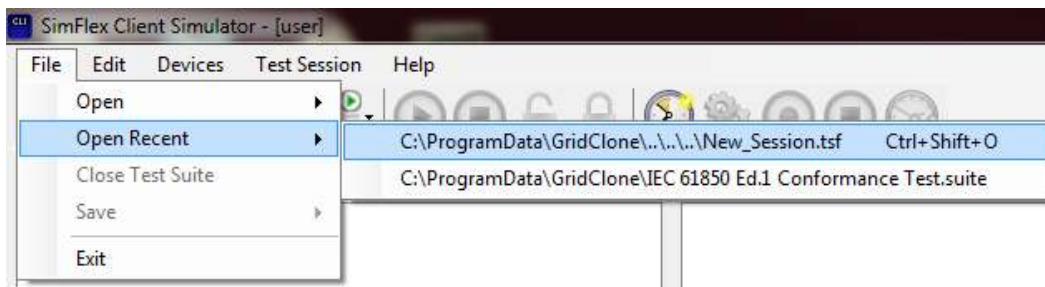 CLI SimFlex Client Simulator - [user]
File Edit Devices Test Session Help
Open
Open Recent
C:\ProgramData\GridClone\..\..\..\New_Session.tsf Ctrl+Shift+O
Close Test Suite
C:\ProgramData\GridClone\IEC 61850 Ed.1 Conformance Test.suite
Save
Exit